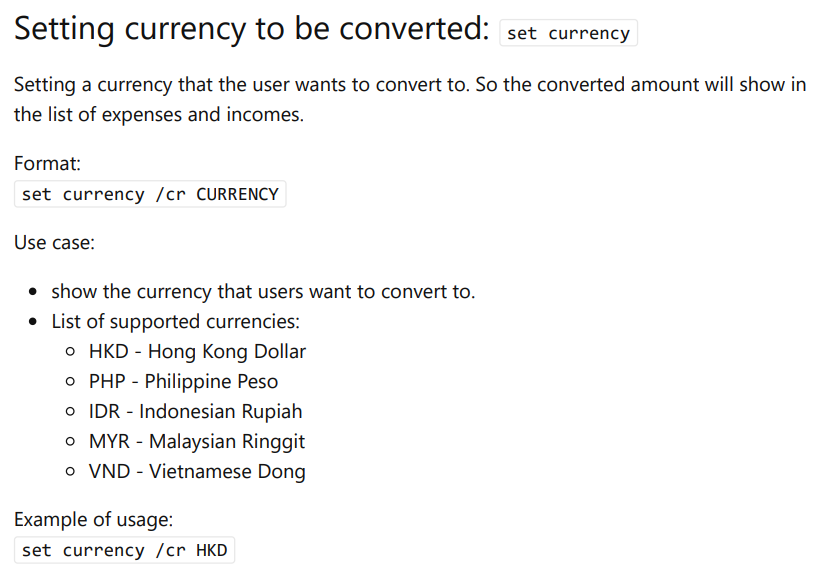 Setting currency to be converted: set currency
Setting a currency that the user wants to convert to. So the converted amount will show in
the list of expenses and incomes.
Format:
set currency /cr CURRENCY
Use case:
show the currency that users want to convert to.
List of supported currencies:
HKD - Hong Kong Dollar
PHP - Philippine Peso
IDR - Indonesian Rupiah
MYR - Malaysian Ringgit
VND - Vietnamese Dong
Example of usage:
set currency /cr HKD